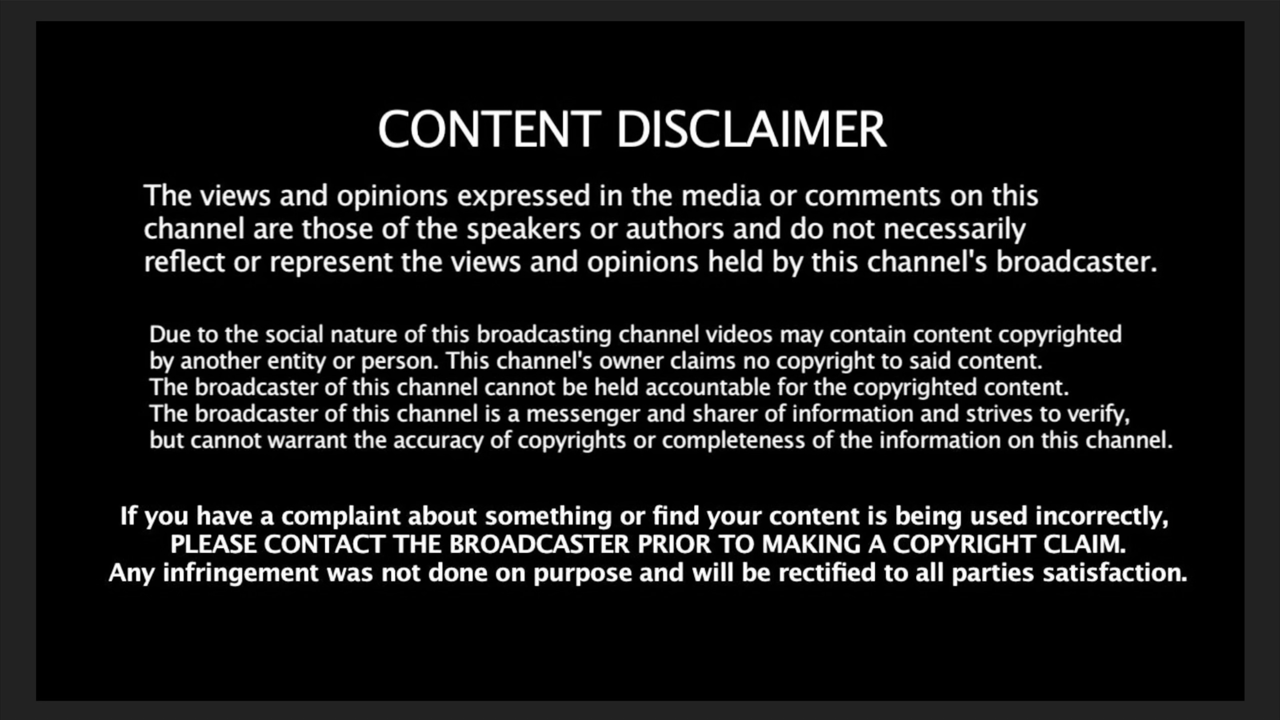 CONTENT DISCLAIMER
The views and opinions expressed in the media or comments on this
channel are those of the speakers or authors and do not necessarily
reflect or represent the views and opinions held by this channel's broadcaster.
Due to the social nature of this broadcasting channel videos may contain content copyrighted
by another entity or person. This channel's owner claims no copyright to said content.
The broadcaster of this channel cannot be held accountable for the copyrighted content.
The broadcaster of this channel is a messenger and sharer of information and strives to verify,
but cannot warrant the accuracy of copyrights or completeness of the information on this channel.
If you have a complaint about something or find your content is being used incorrectly,
PLEASE CONTACT THE BROADCASTER PRIOR TO MAKING A COPYRIGHT CLAIM.
Any infringement was not done on purpose and will be rectified to all parties satisfaction.